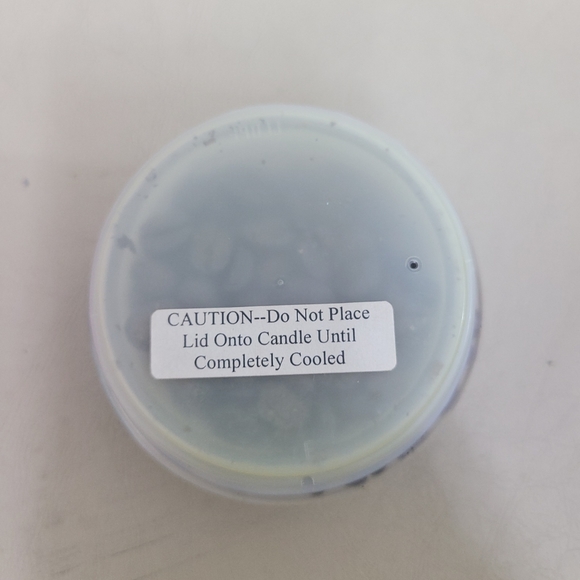 CAUTION--Do Not Place
Lid Onto Candle Until
Completely Cooled